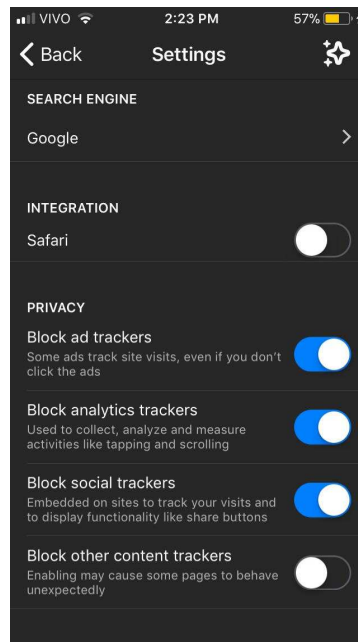 VIVO 2:23 PM 57%
Back Settings
SEARCH ENGINE
Google
INTEGRATION
Safari
PRIVACY
Block ad trackers
Some ads track site visits, even if you don't
click the ads
Block analytics trackers
Used to collect, analyze and measure
activities like tapping and scrolling
Block social trackers
Embedded on sites to track your visits and
to display functionality like share buttons
Block other content trackers
Enabling may cause some pages to behave
unexpectedly